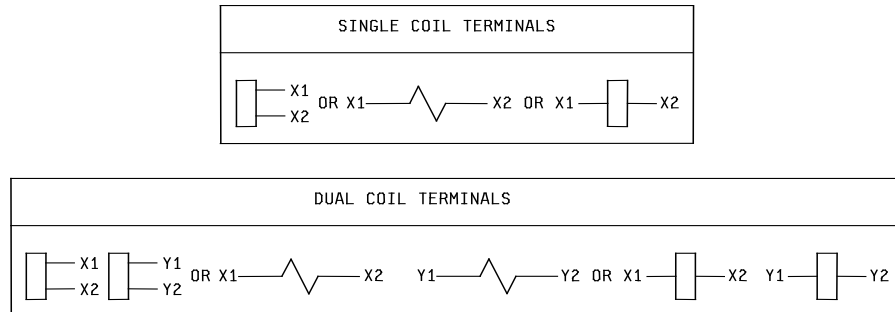 SINGLE COIL TERMINALS
X1
X2
OR X1 X2 OR X1 X2
DUAL COIL TERMINALS
X1 Y1
X2 Y2
OR X1 X2 Y1 Y2 OR X1 X2 Y1 Y2